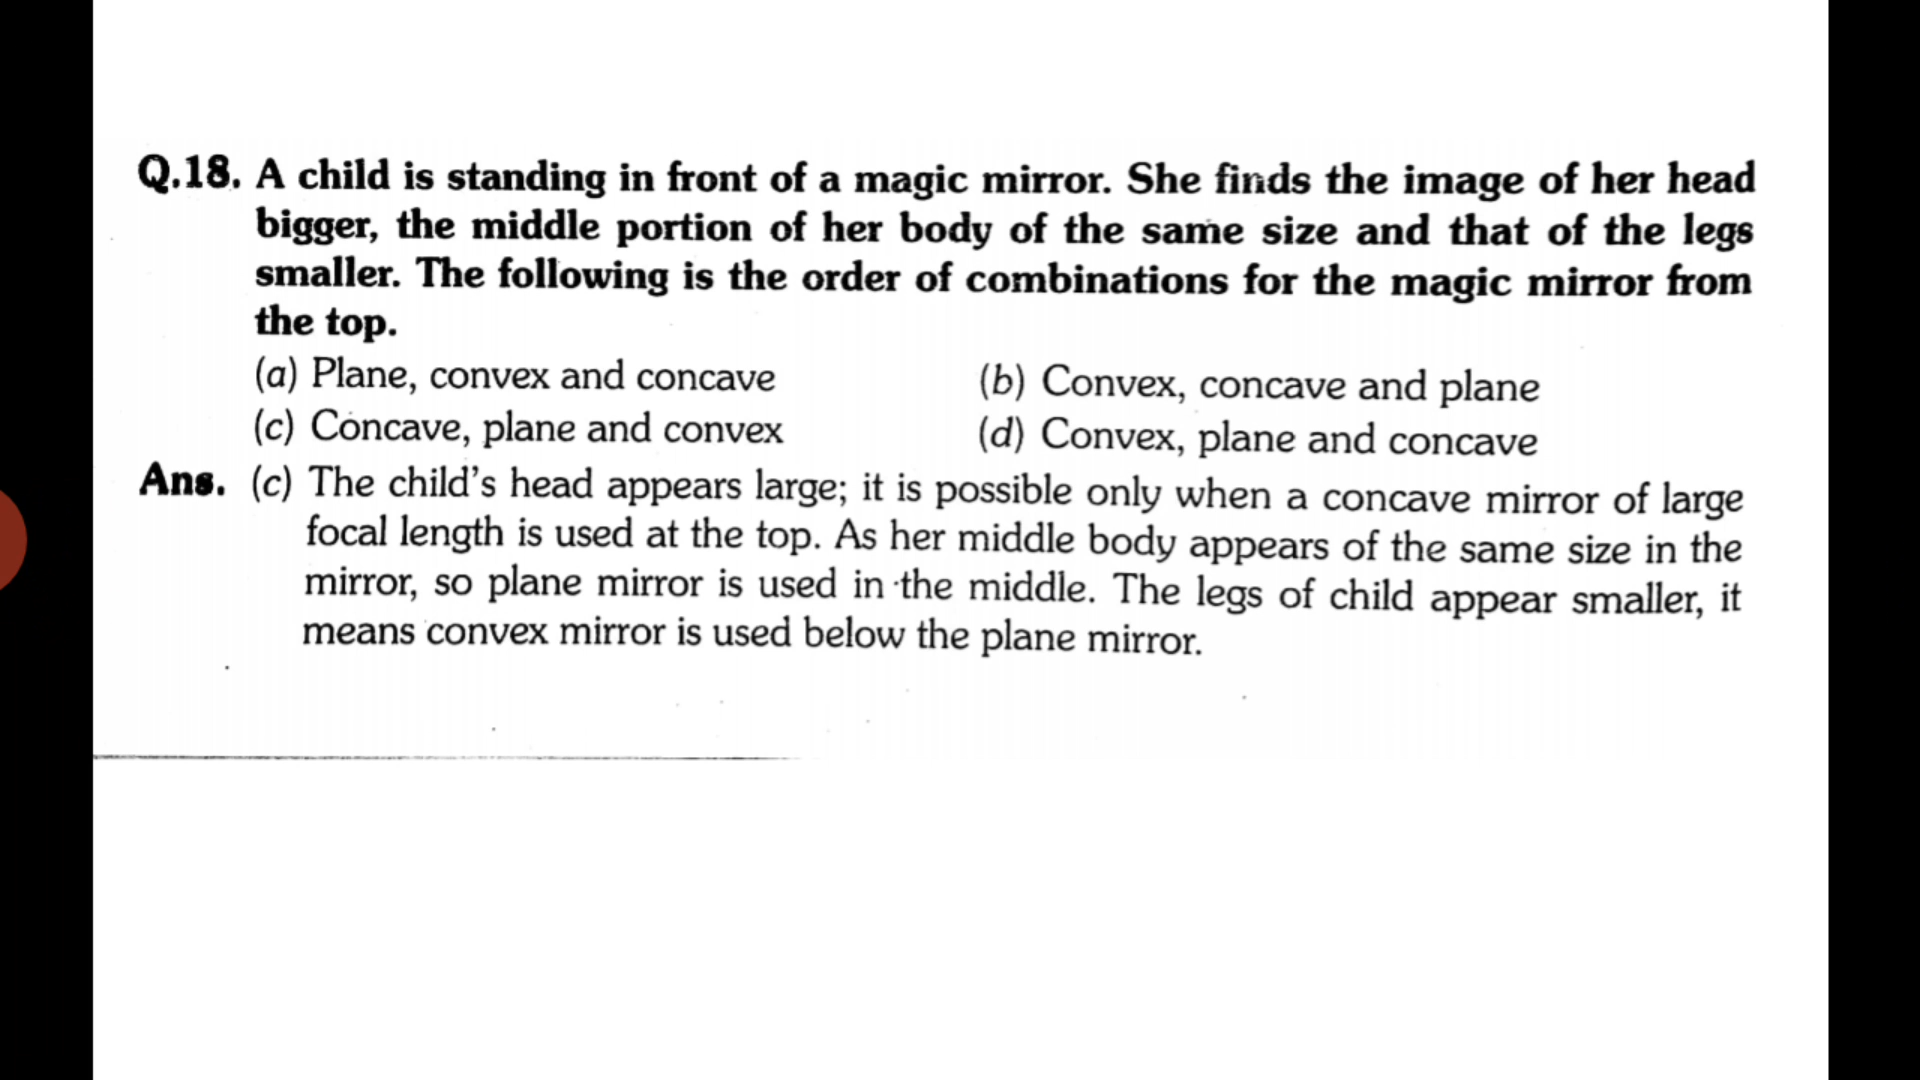 Q.18. A child is standing in front of a magic mirror. She finds the image of her head
bigger, the middle portion of her body of the same size and that of the legs
smaller. The following is the order of combinations for the magic mirror from
the top.
(a) Plane, convex and concave (b) Convex, concave and plane
(c) Concave, plane and convex (d) Convex, plane and concave
Ans. (c) The child's head appears large; it is possible only when a concave mirror of large
focal length is used at the top. As her middle body appears of the same size in the
mirror, so plane mirror is used in the middle. The legs of child appear smaller, it
means convex mirror is used below the plane mirror.